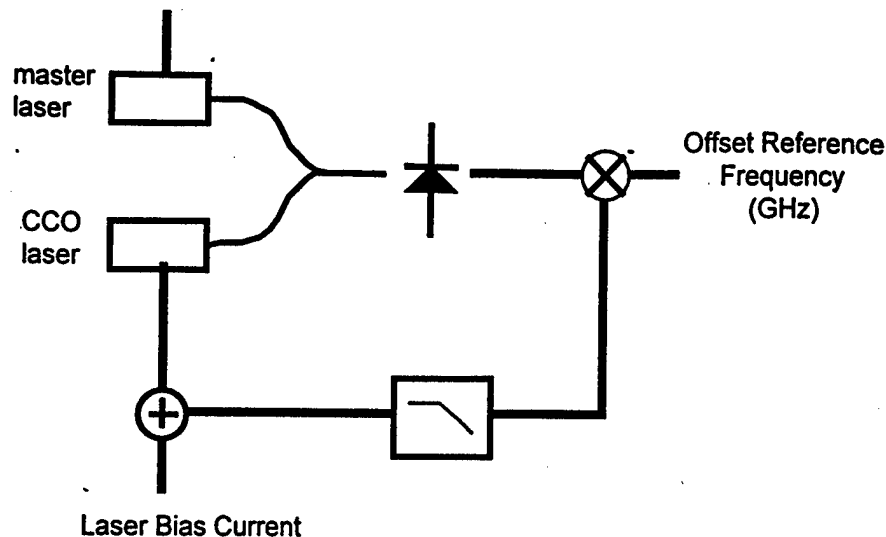 master
laser
CCO
laser
Offset Reference
Frequency
(GHz)
Laser Bias Current